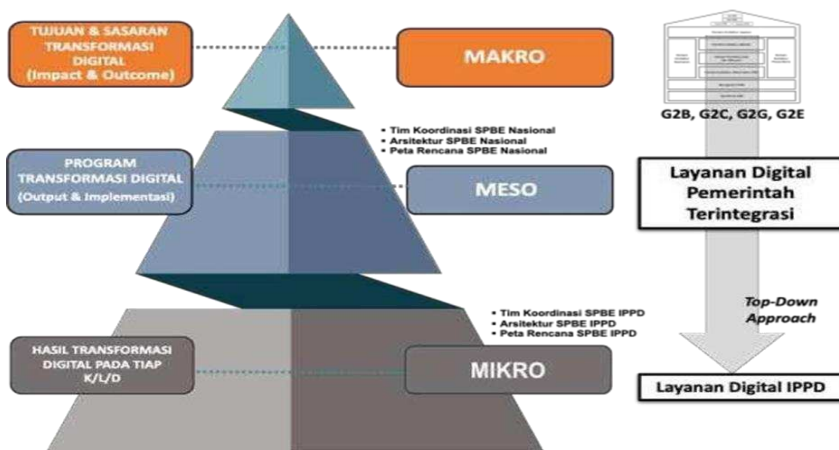 TUJUAN & SASARAN
TRANSFORMASI
DIGITAL
(Impact & Outcome)
MAKRO
G2B, G2C, G2G, G2E
• Tim Koordinasi SPBE Nasional
• Arsitektur SPBE Nasional
• Peta Rencana SPBE Nasional
PROGRAM
TRANSFORMASI DIGITAL
(Output & Implementasi)
MESO
Layanan Digital
Pemerintah
Terintegrasi
• Tim Koordinasi SPBE IPPD
• Arsitektur SPBE IPPD
• Peta Rencana SPBE IPPD
Top-Down
Approach
HASIL TRANSFORMASI
DIGITAL PADA TIAP
K/L/D
MIKRO
Layanan Digital IPPD